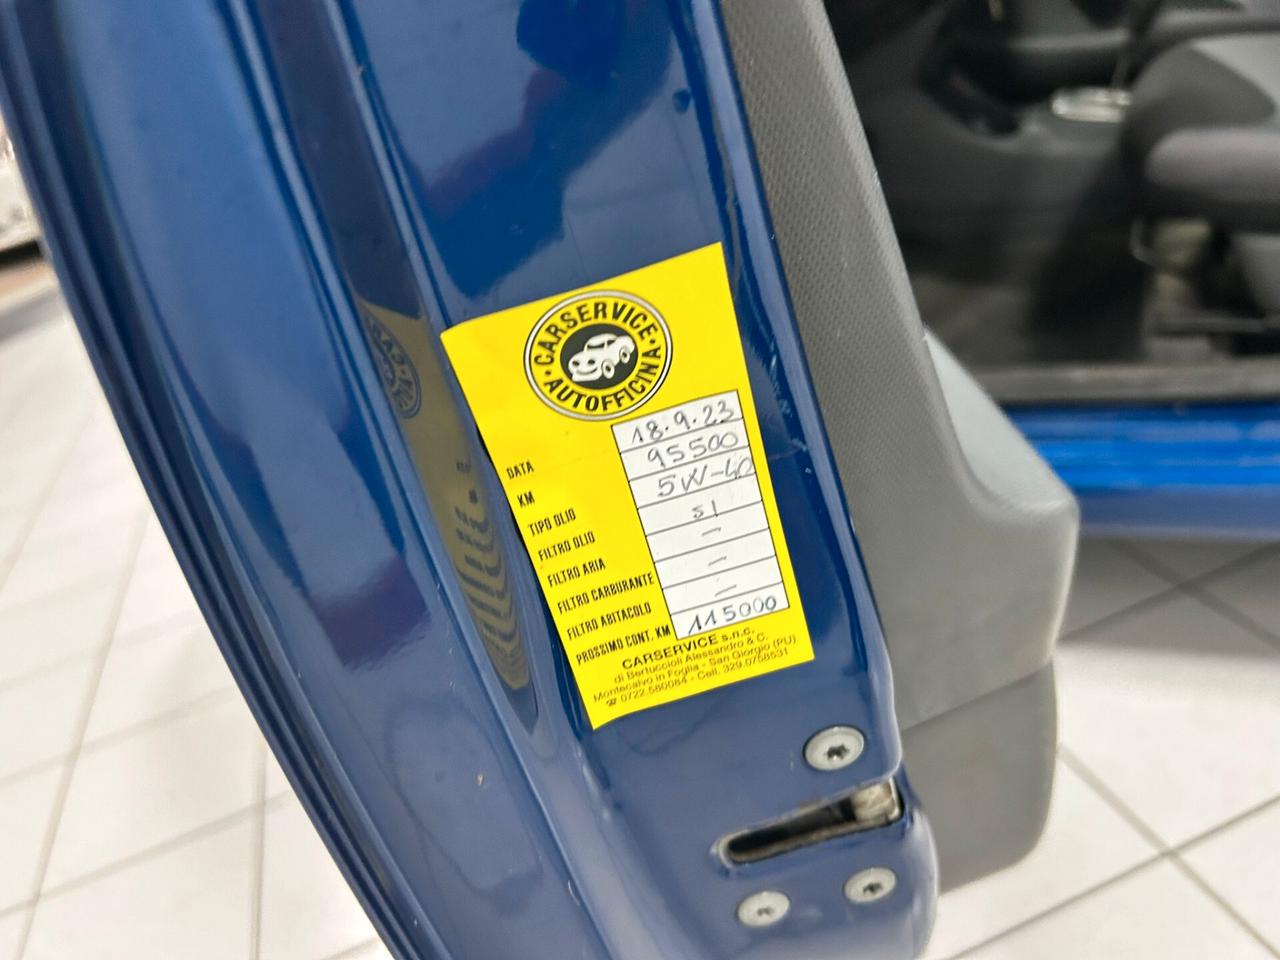 CARSERVICE
AUTOFFICINA
DATA 18.9.23
KM 95500
TIPO OLIO 5W-40
FILTRO OLIO SI
FILTRO ARIA —
FILTRO CARBURANTE —
FILTRO ABITACOLO —
PROSSIMO CONT. KM 115000
CARSERVICE s.n.c.
di Bertuccioli Alessandro & C.
Montecalvo in Foglia - San Giorgio (PU)
☎ 0722.580084 - Cell. 329.0758531